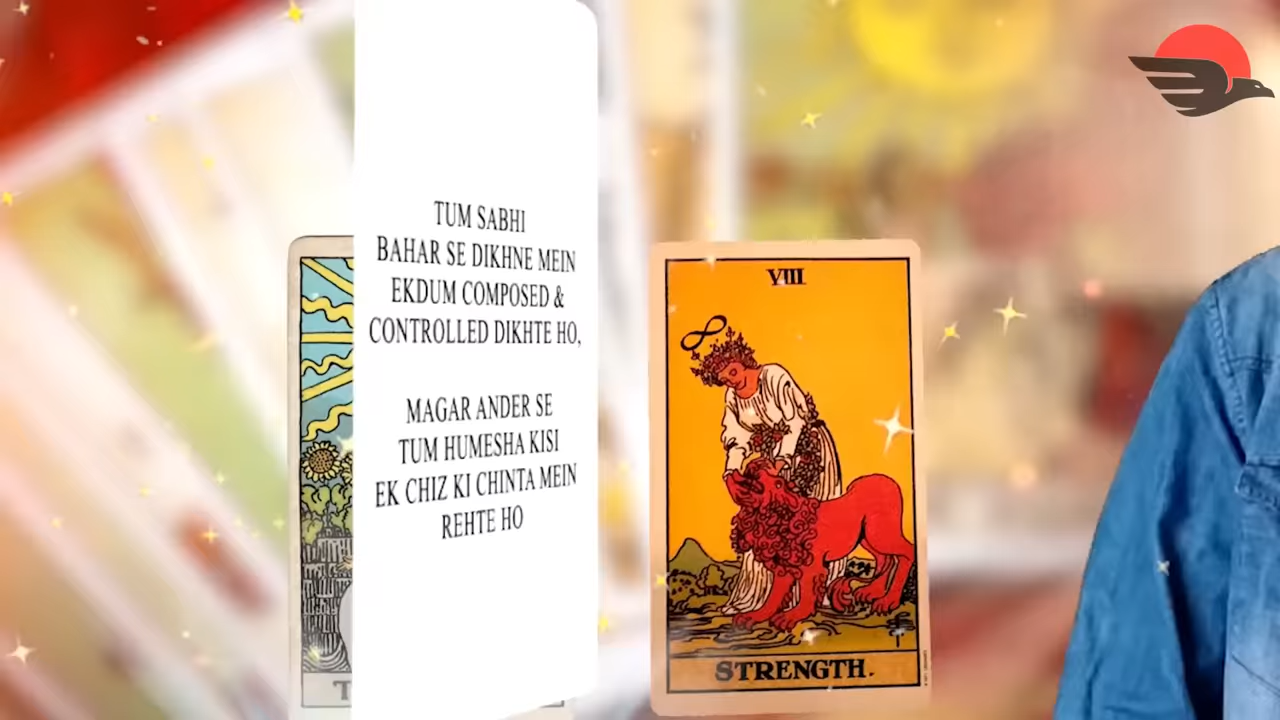 TUM SABHI
BAHAR SE DIKHNE MEIN
EKDUM COMPOSED &
CONTROLLED DIKHTE HO,
MAGAR ANDER SE
TUM HUMESHA KISI
EK CHIZ KI CHINTA MEIN
REHTE HO
VIII
STRENGTH.
T